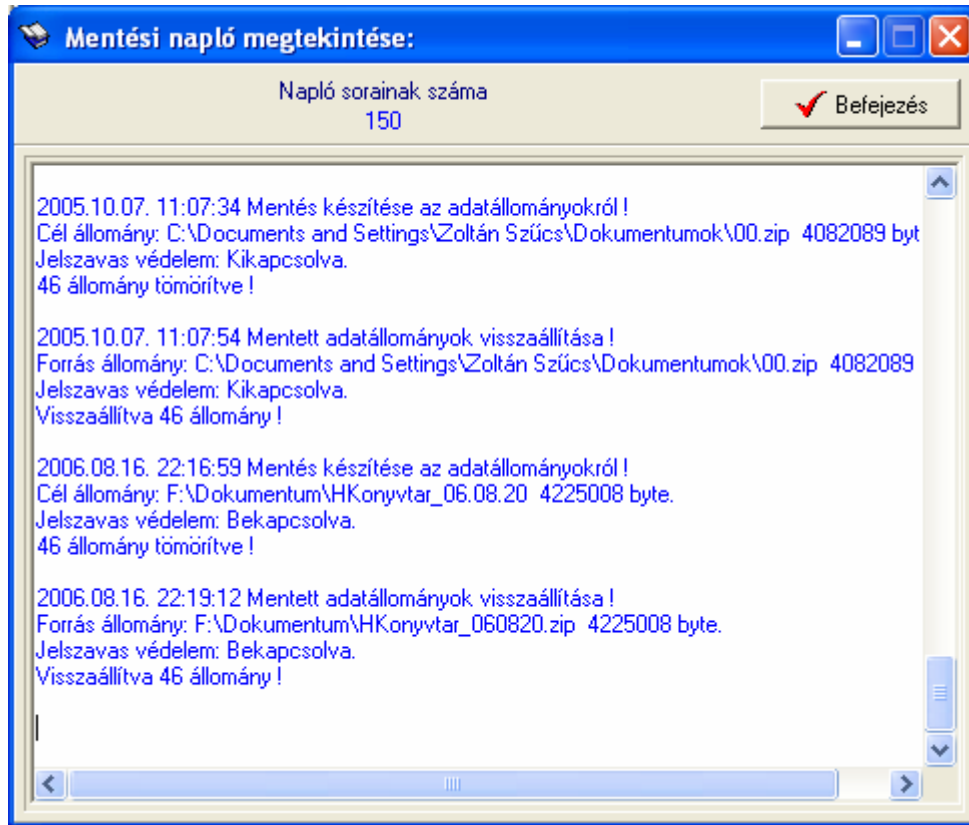 Mentési napló megtekintése:
Napló sorainak száma
150
Befejezés
2005.10.07. 11:07:34 Mentés készítése az adatállományokról !
Cél állomány: C:\Documents and Settings\Zoltán Szűcs\Dokumentumok\00.zip  4082089 byt
Jelszavas védelem: Kikapcsolva.
46 állomány tömörítve !
2005.10.07. 11:07:54 Mentett adatállományok visszaállítása !
Forrás állomány: C:\Documents and Settings\Zoltán Szűcs\Dokumentumok\00.zip  4082089
Jelszavas védelem: Kikapcsolva.
Visszaállítva 46 állomány !
2006.08.16. 22:16:59 Mentés készítése az adatállományokról !
Cél állomány: F:\Dokumentum\HKonyvtar_06.08.20  4225008 byte.
Jelszavas védelem: Bekapcsolva.
46 állomány tömörítve !
2006.08.16. 22:19:12 Mentett adatállományok visszaállítása !
Forrás állomány: F:\Dokumentum\HKonyvtar_060820.zip  4225008 byte.
Jelszavas védelem: Bekapcsolva.
Visszaállítva 46 állomány !